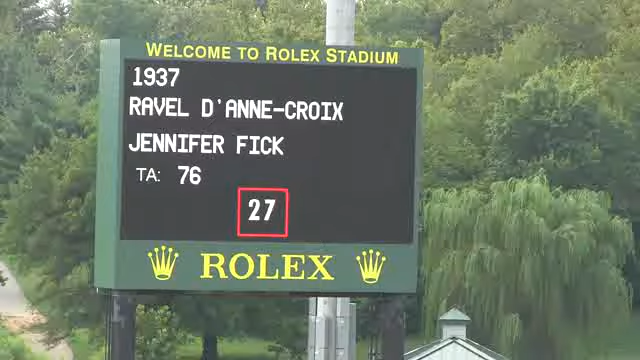 WELCOME TO ROLEX STADIUM
1937
RAVEL D'ANNE-CROIX
JENNIFER FICK
TA: 76
27
ROLEX